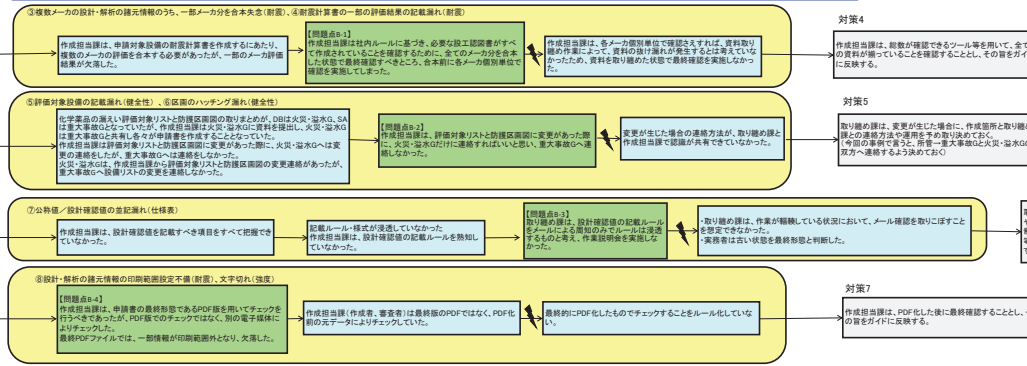 ③複数メーカの設計・解析の諸元情報のうち、一部メーカ分を合本失念(耐震)、④耐震計算書の一部の評価結果の記載漏れ(耐震)
作成担当課は、申請対象設備の耐震計算書を作成するにあたり、
複数のメーカの評価を合本する必要があったが、一部のメーカ評価
結果が欠落した。
【問題点B-1】
作成担当課は社内ルールに基づき、必要な設工認図書がすべ
て作成されていることを確認するために、全てのメーカ分を合本
した状態で最終確認すべきところ、合本前に各メーカ個別単位で
確認を実施してしまった。
作成担当課は、各メーカ個別単位で確認さえすれば、資料取り
纏め作業によって、資料の抜け漏れが発生するとは考えていな
かったため、資料を取り纏めた状態で最終確認を実施しなかっ
た。
対策4
作成担当課は、総数が確認できるツール等を用いて、全て
の資料が揃っていることを確認することとし、その旨をガイ
に反映する。
⑤評価対象設備の記載漏れ(健全性)、⑥区画のハッチング漏れ(健全性)
化学薬品の漏えい評価対象リストと防護区画図の取りまとめが、DBは火災・溢水G、SA
は重大事故Gとなっていたが、作成担当課は火災・溢水Gに資料を提出し、火災・溢水G
は重大事故Gと共有し各々が申請書を作成することとなっていた。
作成担当課は評価対象リストと防護区画図に変更があった際に、火災・溢水Gへは変
更の連絡をしたが、重大事故Gへは連絡をしなかった。
火災・溢水Gは、作成担当課から評価対象リストと防護区画図の変更連絡があったが、
重大事故Gへ設備リストの変更を連絡しなかった。
【問題点B-2】
作成担当課は、評価対象リストと防護区画図に変更があった際
に、火災・溢水Gだけに連絡すればいいと思い、重大事故Gへ連
絡しなかった。
変更が生じた場合の連絡方法が、取り纏め課と
作成担当課で認識が共有できていなかった。
対策5
取り纏め課は、変更が生じた場合に、作成箇所と取り纏め
課との連絡方法や運用を予め取り決めておく。
(今回の事例で言うと、所管→重大事故Gと火災・溢水Gの
双方へ連絡するよう決めておく)
⑦公称値／設計確認値の並記漏れ(仕様表)
作成担当課は、設計確認値を記載すべき項目をすべて把握でき
ていなかった。
記載ルール・様式が浸透していなかった
作成担当課は、設計確認値の記載ルールを熟知し
ていなかった。
【問題点B-3】
取り纏め課は、設計確認値の記載ルール
をメールによる周知のみでルールは浸透
するものと考え、作業説明会を実施しな
かった。
・取り纏め課は、作業が輻輳している状況において、メール確認を取りこぼすこと
を想定できなかった。
・実務者は古い状態を最終形態と判断した。
⑧設計・解析の諸元情報の印刷範囲設定不備(耐震)、文字切れ(強度)
【問題点B-4】
作成担当課は、申請書の最終形態であるPDF版を用いてチェックを
行うべきであったが、PDF版でのチェックではなく、別の電子媒体に
よりチェックした。
最終PDFファイルでは、一部情報が印刷範囲外となり、欠落した。
作成担当課(作成者、審査者)は最終版のPDFではなく、PDF化
前の元データによりチェックしていた。
最終的にPDF化したものでチェックすることをルール化していな
い。
対策7
作成担当課は、PDF化した後に最終確認することとし、そ
の旨をガイドに反映する。